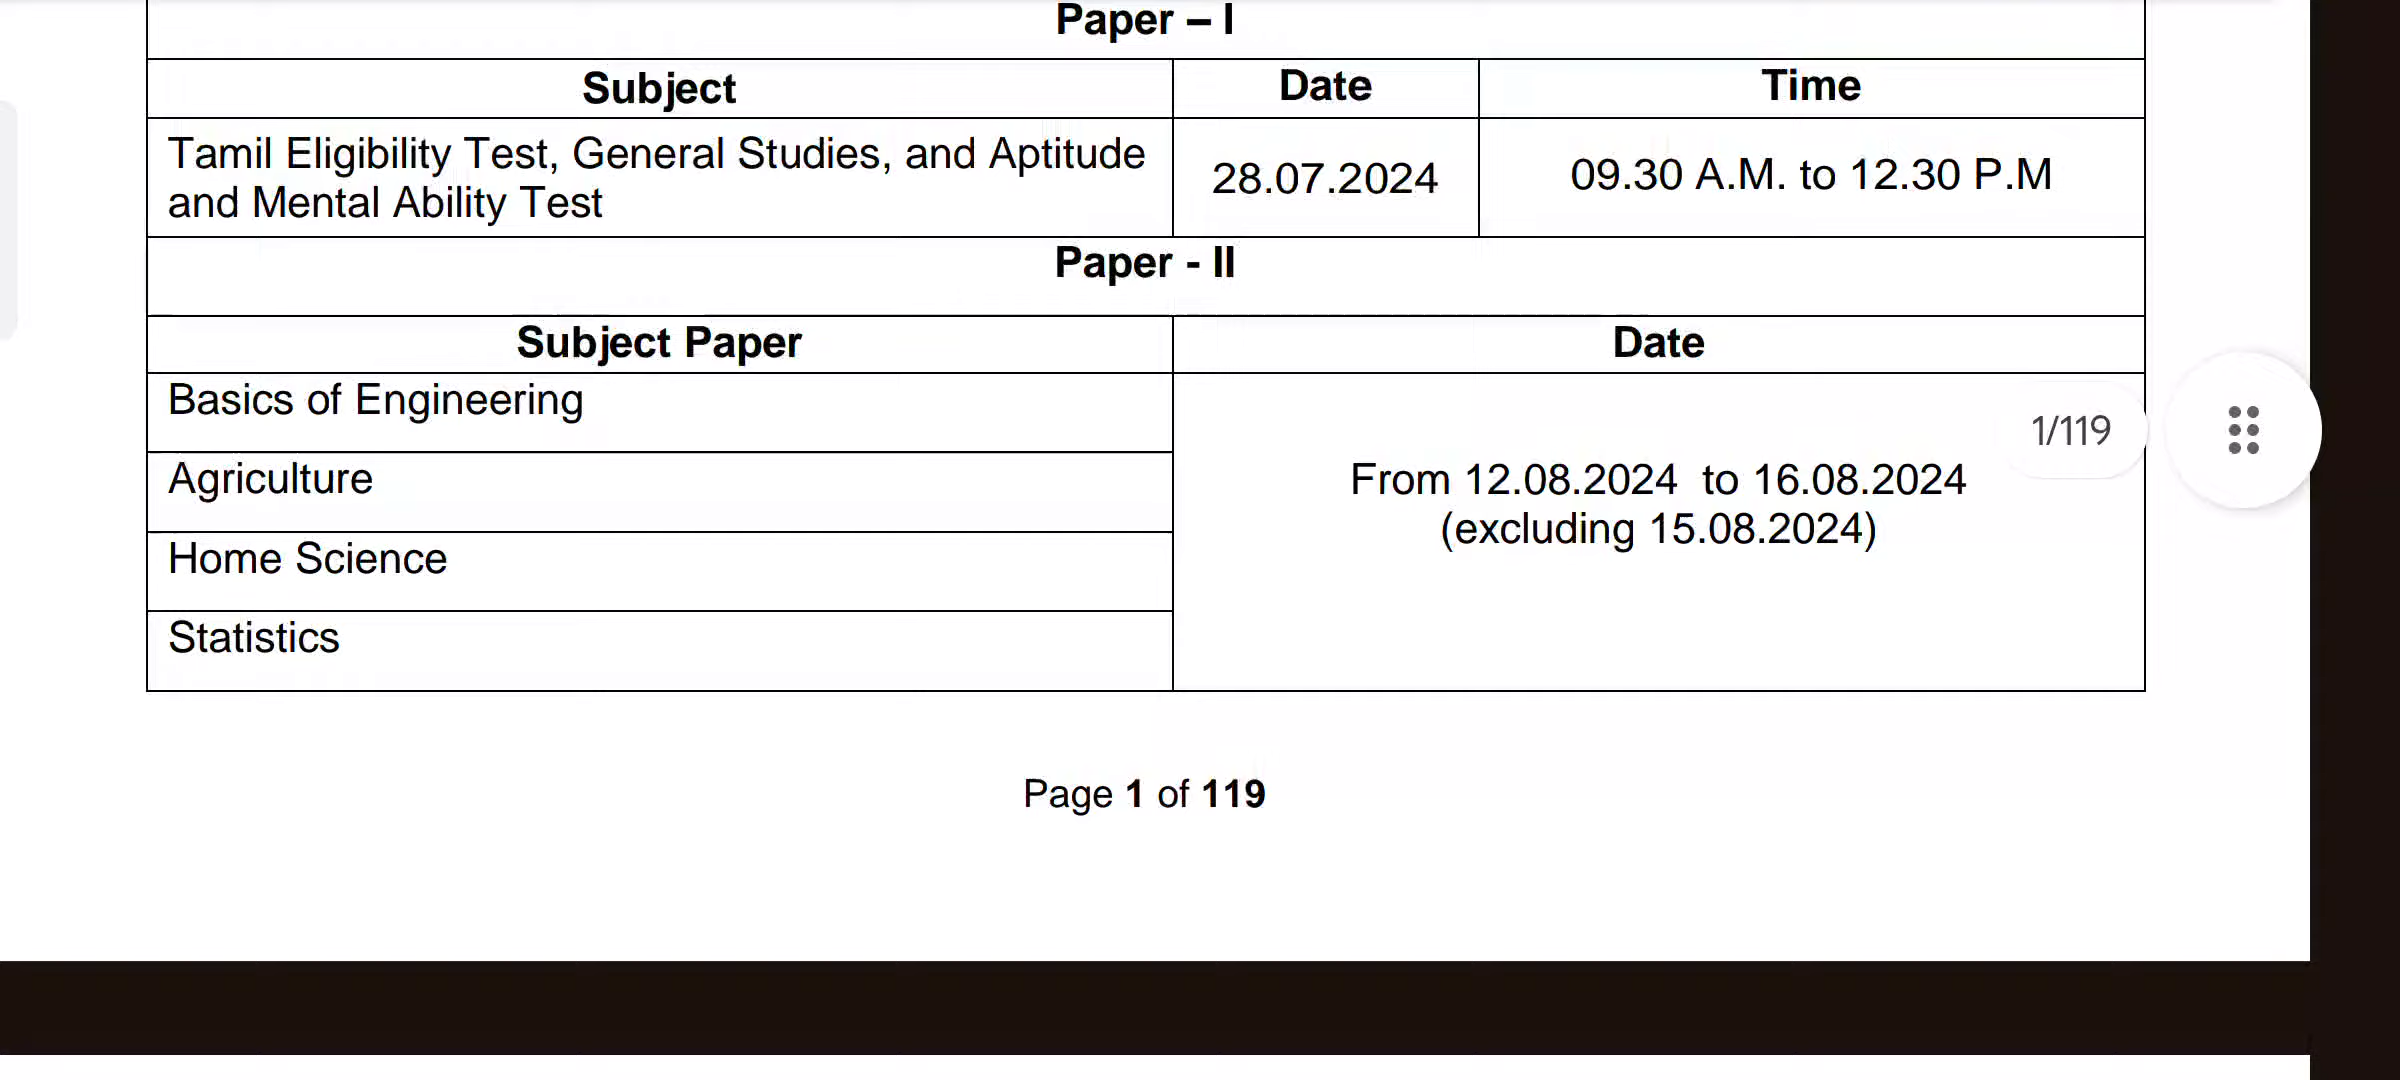 Paper – I
Subject Date Time
Tamil Eligibility Test, General Studies, and Aptitude
and Mental Ability Test
28.07.2024
09.30 A.M. to 12.30 P.M
Paper - II
Subject Paper Date
Basics of Engineering
Agriculture
Home Science
Statistics
From 12.08.2024 to 16.08.2024
(excluding 15.08.2024)
1/119
Page 1 of 119